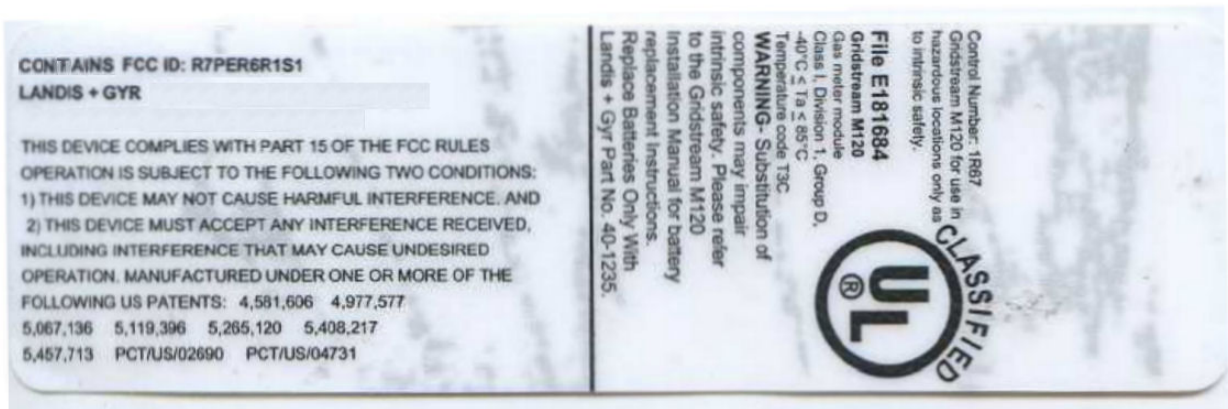 CONTAINS FCC ID: R7PER6R1S1
LANDIS + GYR
THIS DEVICE COMPLIES WITH PART 15 OF THE FCC RULES
OPERATION IS SUBJECT TO THE FOLLOWING TWO CONDITIONS:
1) THIS DEVICE MAY NOT CAUSE HARMFUL INTERFERENCE. AND
2) THIS DEVICE MUST ACCEPT ANY INTERFERENCE RECEIVED,
INCLUDING INTERFERENCE THAT MAY CAUSE UNDESIRED
OPERATION. MANUFACTURED UNDER ONE OR MORE OF THE
FOLLOWING US PATENTS: 4,581,606 4,977,577
5,067,136 5,119,396 5,265,120 5,408,217
5,457,713 PCT/US/02690 PCT/US/04731
Control Number: 1R67
Gridstream M120 for use in
hazardous locations only as
to intrinsic safety.
CLASSIFIED
UL
®
File E181684
Gridstream M120
Gas meter module
Class I, Division 1, Group D,
-40°C ≤ Ta ≤ 85°C
Temperature code T3C
WARNING- Substitution of
components may impair
intrinsic safety. Please refer
to the Gridstream M120
Installation Manual for battery
replacement Instructions.
Replace Batteries Only With
Landis + Gyr Part No. 40-1235.